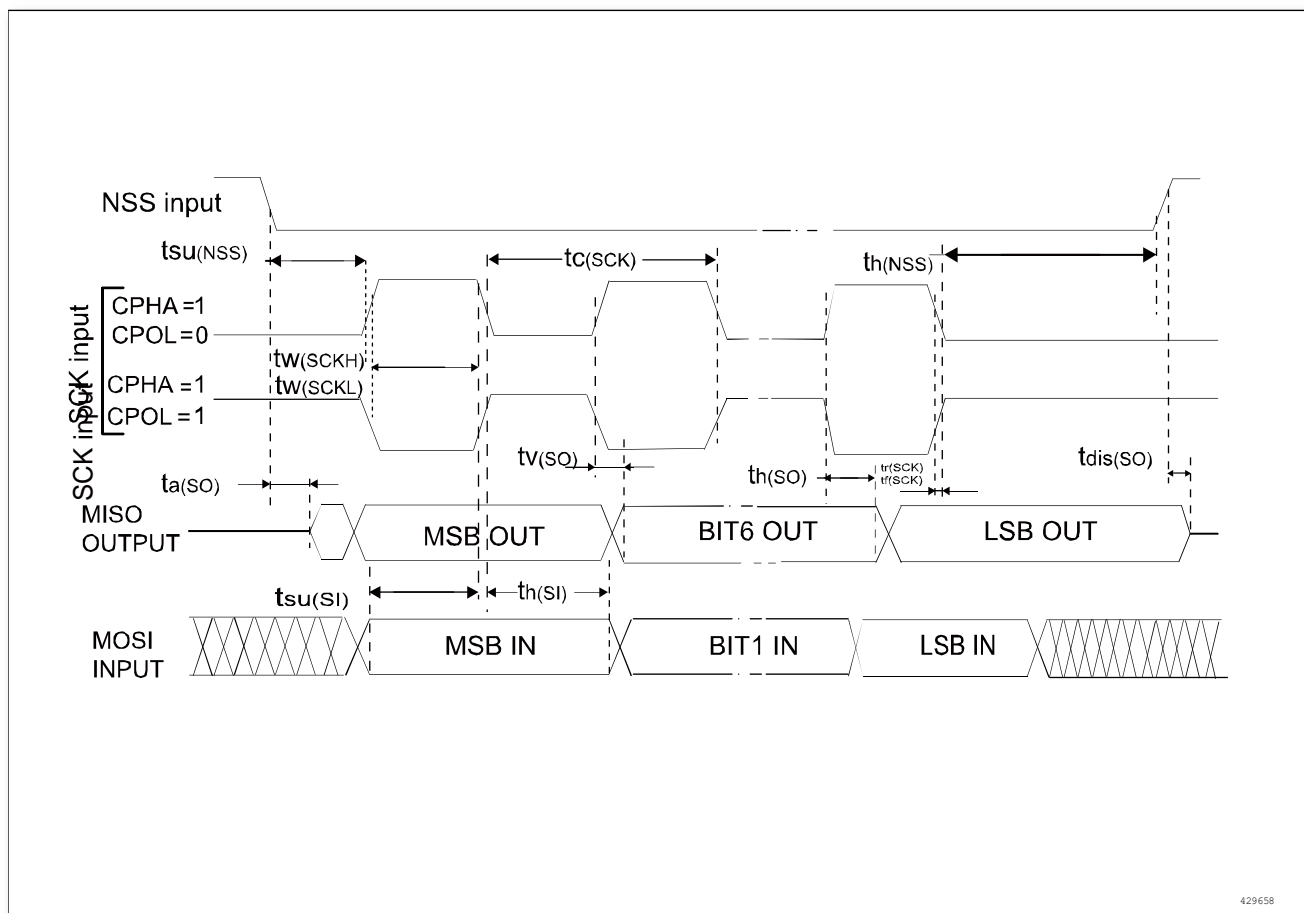 NSS input
tsu(NSS)
tc(SCK)
th(NSS)
SCK input
SCK input
CPHA =1
CPOL =0
tw(SCKH)
tw(SCKL)
CPHA =1
CPOL =1
tv(SO)
th(SO)
tr(SCK)
tf(SCK)
tdis(SO)
ta(SO)
MISO
OUTPUT
MSB OUT
BIT6 OUT
LSB OUT
tsu(SI)
th(SI)
MOSI
INPUT
MSB IN
BIT1 IN
LSB IN
429658